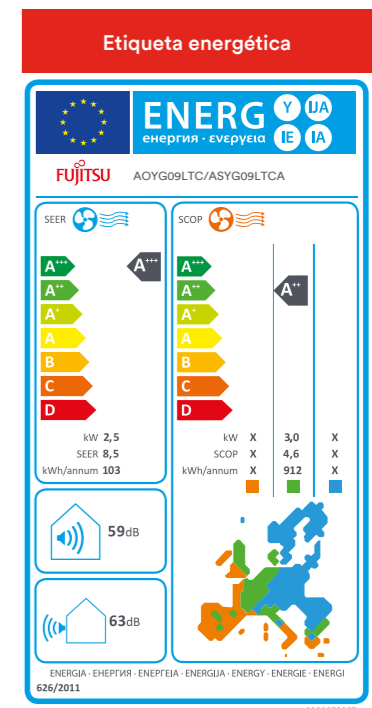 Etiqueta energética
ENERG Y IJA
енергия · ενεργεια IE IA
FUJITSU AOYG09LTC/ASYG09LTCA
SEER
A+++
A++
A+
A
B
C
D
A+++
kW 2,5
SEER 8,5
kWh/annum 103
SCOP
A+++
A++
A+
A
B
C
D
A++
kW X 3,0 X
SCOP X 4,6 X
kWh/annum X 912 X
59dB
63dB
ENERGIA · ЕНЕРГИЯ · ΕΝΕΡΓΕΙΑ · ENERGIJA · ENERGY · ENERGIE · ENERGI
626/2011